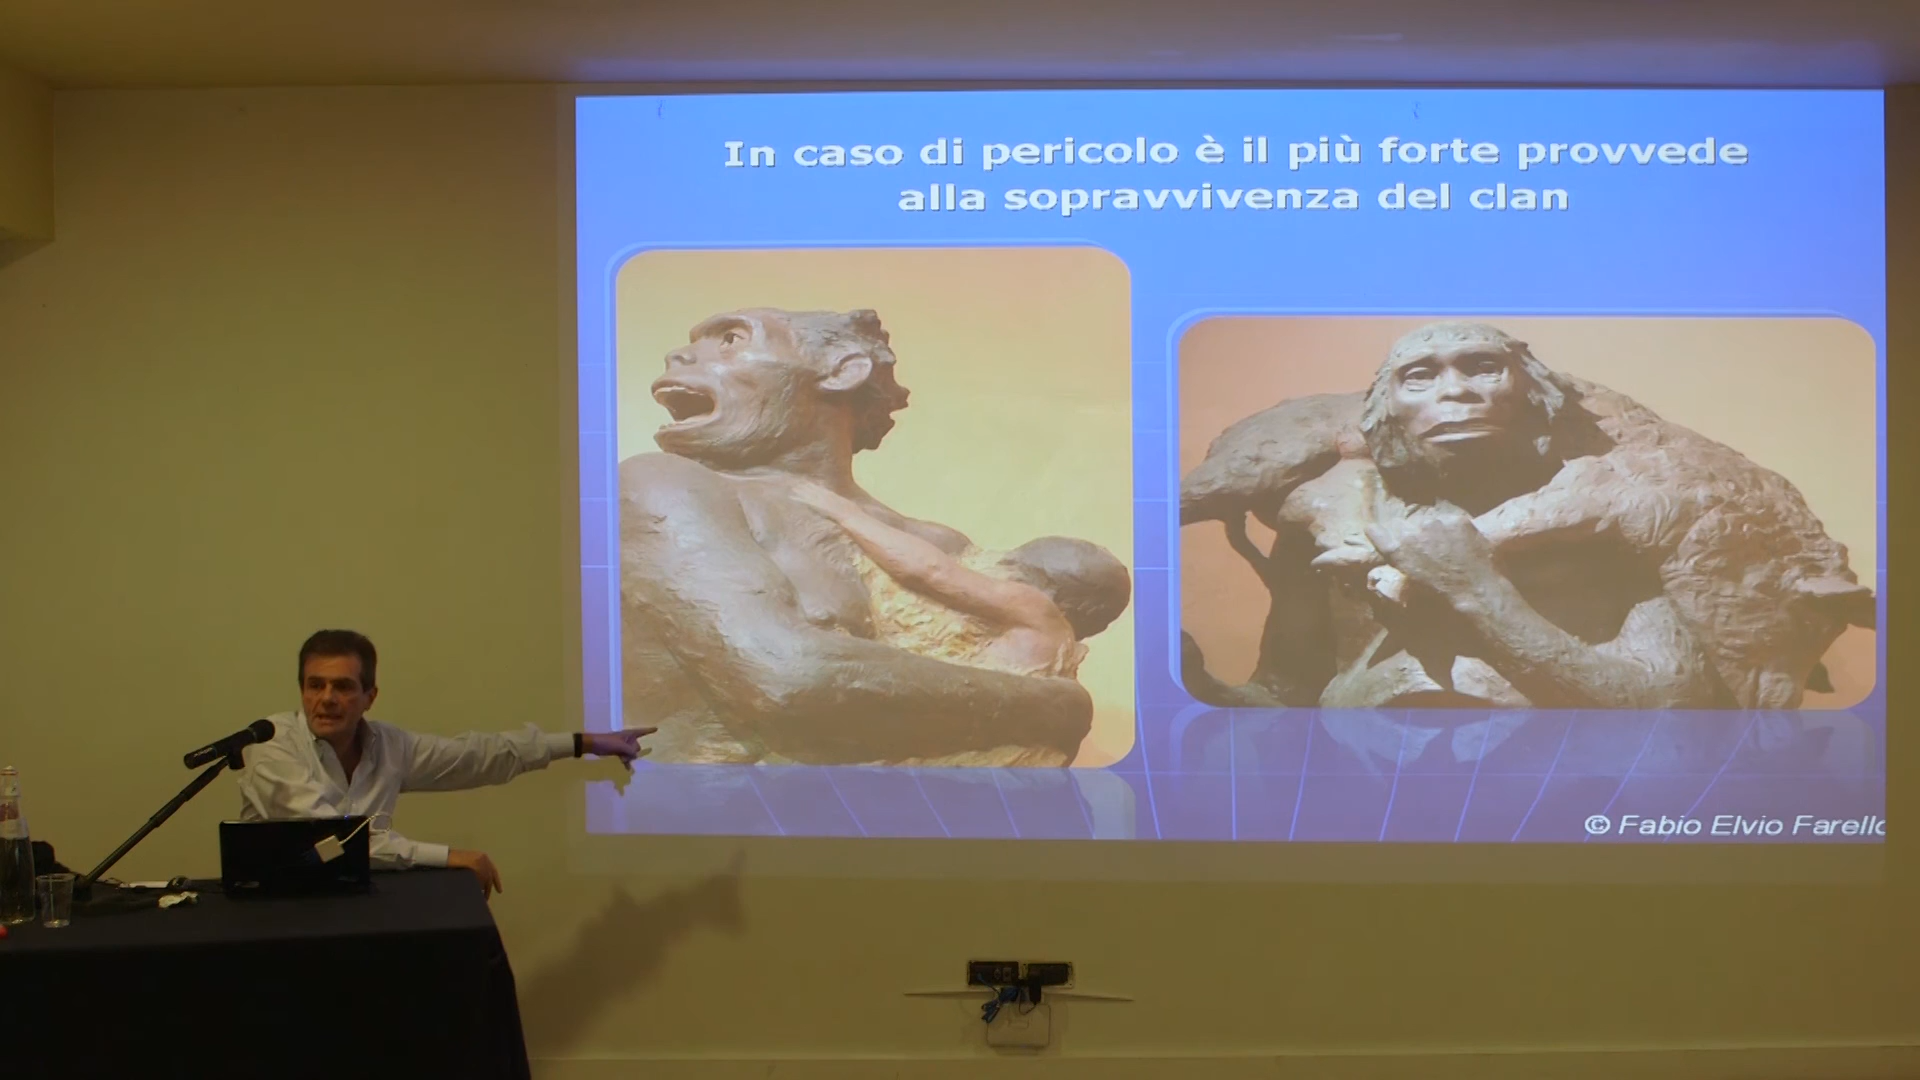 In caso di pericolo è il più forte provvede
alla sopravvivenza del clan
© Fabio Elvio Farello